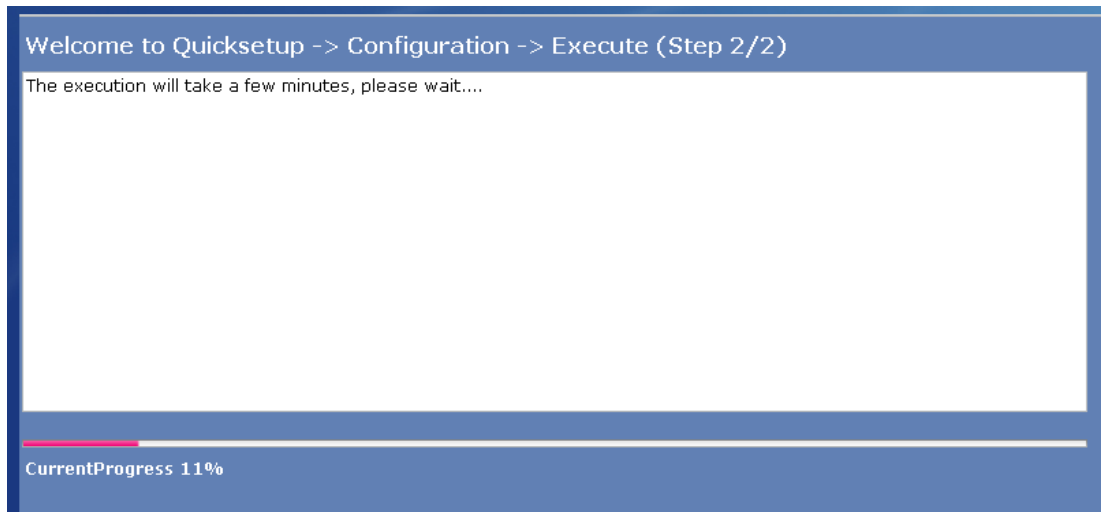 Welcome to Quicksetup -> Configuration -> Execute (Step 2/2)
The execution will take a few minutes, please wait....
CurrentProgress 11%